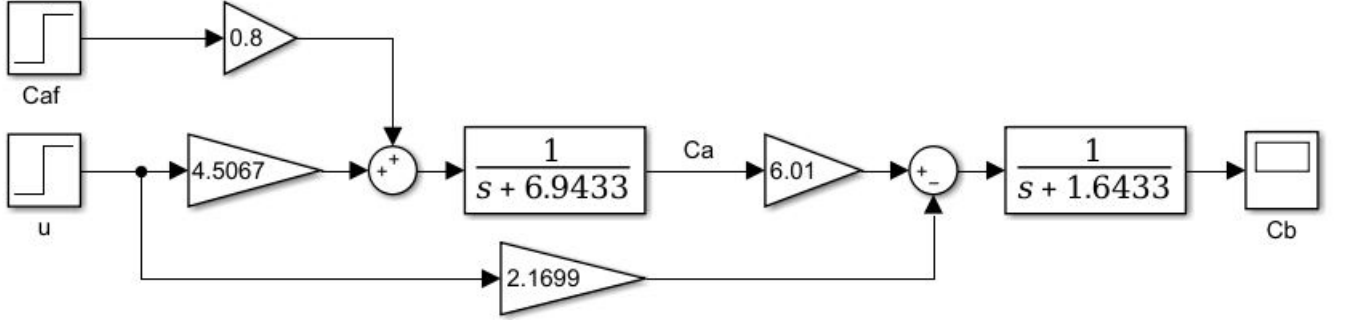 0.8
Caf
4.5067
+
+
1
s + 6.9433
Ca
6.01
+
−
1
s + 1.6433
u
Cb
2.1699